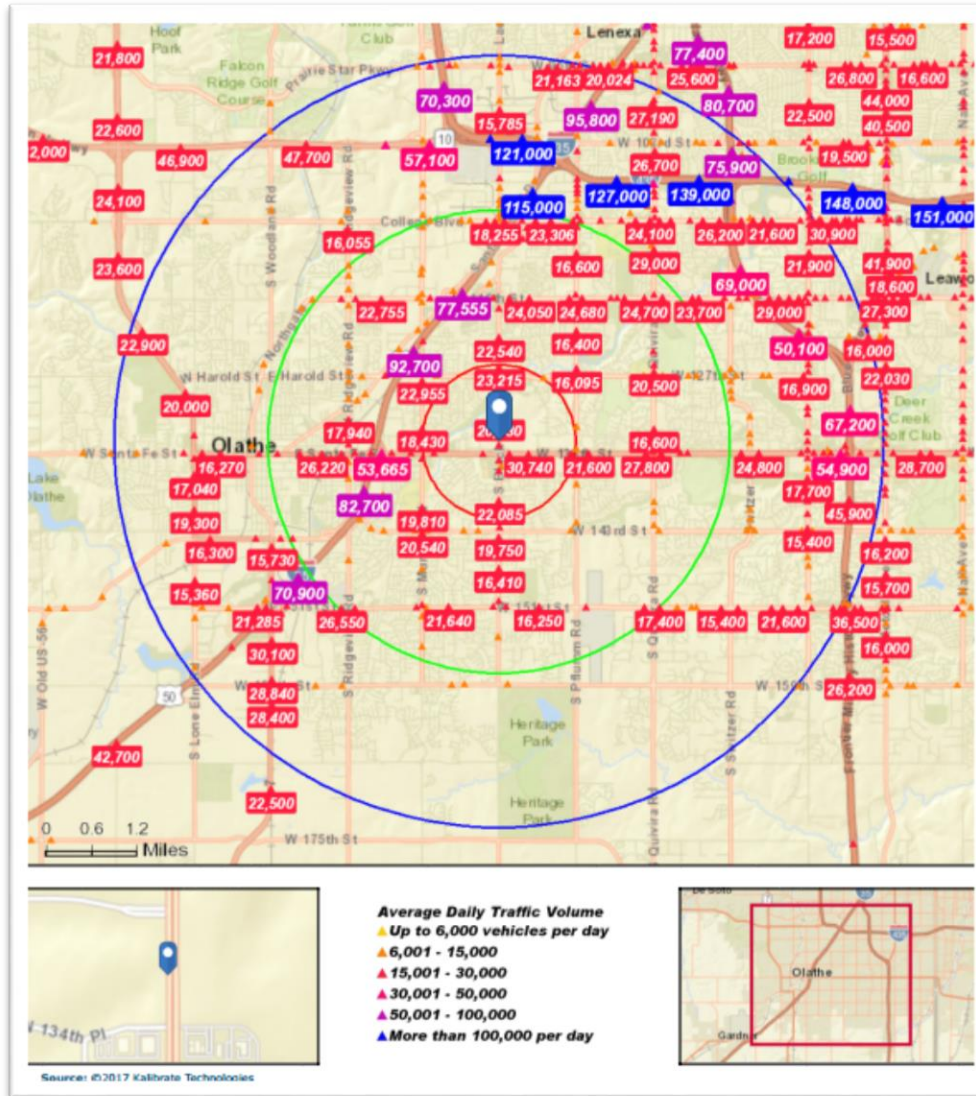 Hoof
Park
Club
Lenexa
77,400
17,200
15,500
21,800
Falcon
Ridge Golf
Course
Prairie Star Pkwy
21,163
20,024
25,600
26,800
16,600
70,300
80,700
44,000
22,600
15,785
95,800
27,190
22,500
40,500
10
35
W 103rd St
46,900
47,700
57,100
121,000
26,700
75,900
19,500
24,100
S Woodland Rd
Ridgeview Rd
115,000
127,000
139,000
148,000
151,000
College Blvd
16,055
18,255
23,306
24,100
26,200
21,600
30,900
23,600
16,600
29,000
21,900
41,900
69,000
18,600
22,755
77,555
24,050
24,680
24,700
23,700
29,000
27,300
22,900
Northgate
22,540
16,400
50,100
16,000
W Harold St
E Harold St
92,700
23,215
16,095
20,500
W 127th St
22,030
22,955
16,900
20,000
Deer
Creek
Golf Club
Olathe
17,940
18,430
16,600
67,200
W Santa Fe St
16,270
26,220
53,665
30,740
21,600
27,800
24,800
54,900
28,700
Lake
Olathe
17,040
82,700
17,700
45,900
19,300
19,810
22,085
W 143rd St
15,400
16,300
15,730
20,540
19,750
16,200
15,360
70,900
16,410
15,700
21,285
26,550
21,640
16,250
17,400
15,400
21,600
36,500
30,100
16,000
W Old US-56
50
S Lone Elm
S Ridgeview Rd
S Pflumm Rd
S Quivira Rd
S Switzer Rd
28,840
W 159th S
26,200
28,400
42,700
Heritage
Park
22,500
Heritage
Park
0 0.6 1.2
Miles
W 175th St
S Quivira Rd
Average Daily Traffic Volume
Up to 6,000 vehicles per day
6,001 - 15,000
15,001 - 30,000
30,001 - 50,000
50,001 - 100,000
More than 100,000 per day
134th Pl
Olathe
Gardner
Source: ©2017 Kalibrate Technologies